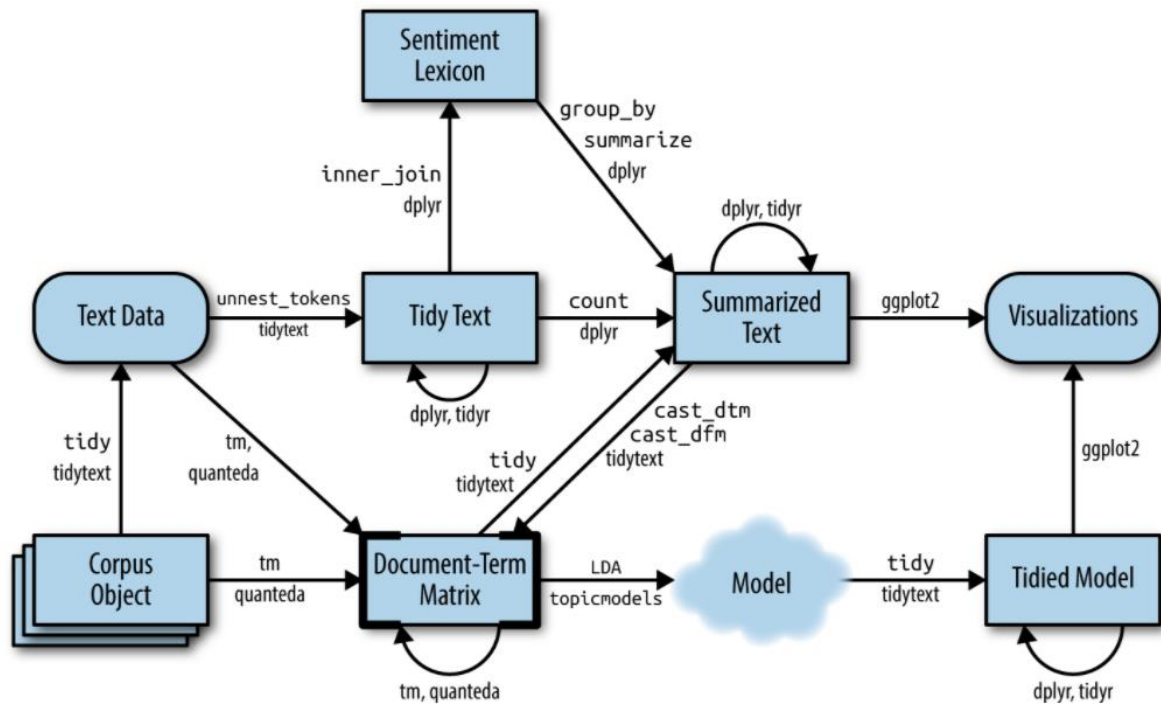 Sentiment
Lexicon
group_by
summarize
dplyr
inner_join
dplyr
dplyr, tidyr
Text Data
unnest_tokens
tidytext
Tidy Text
count
dplyr
Summarized
Text
ggplot2
Visualizations
dplyr, tidyr
tidy
tidytext
tm,
quanteda
tidy
tidytext
cast_dtm
cast_dfm
tidytext
ggplot2
Corpus
Object
tm
quanteda
Document-Term
Matrix
LDA
topicmodels
Model
tidy
tidytext
Tidied Model
tm, quanteda
dplyr, tidyr